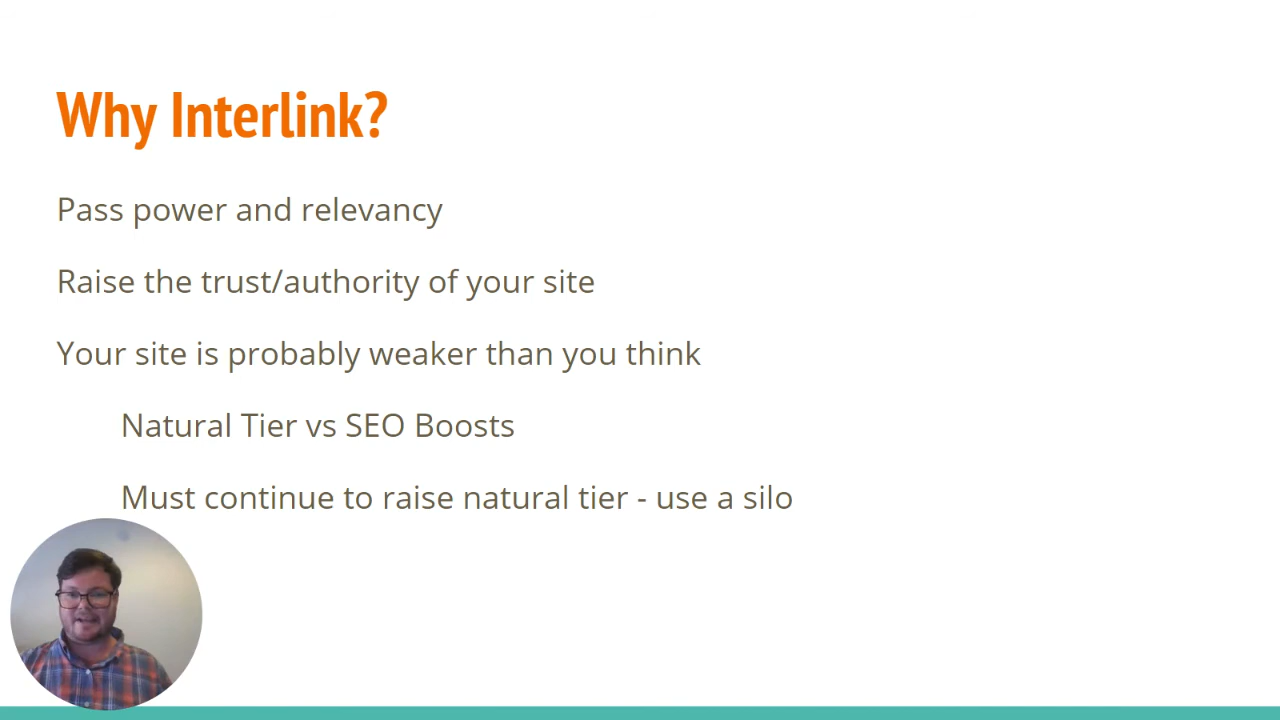 Why Interlink?
Pass power and relevancy
Raise the trust/authority of your site
Your site is probably weaker than you think
Natural Tier vs SEO Boosts
Must continue to raise natural tier - use a silo